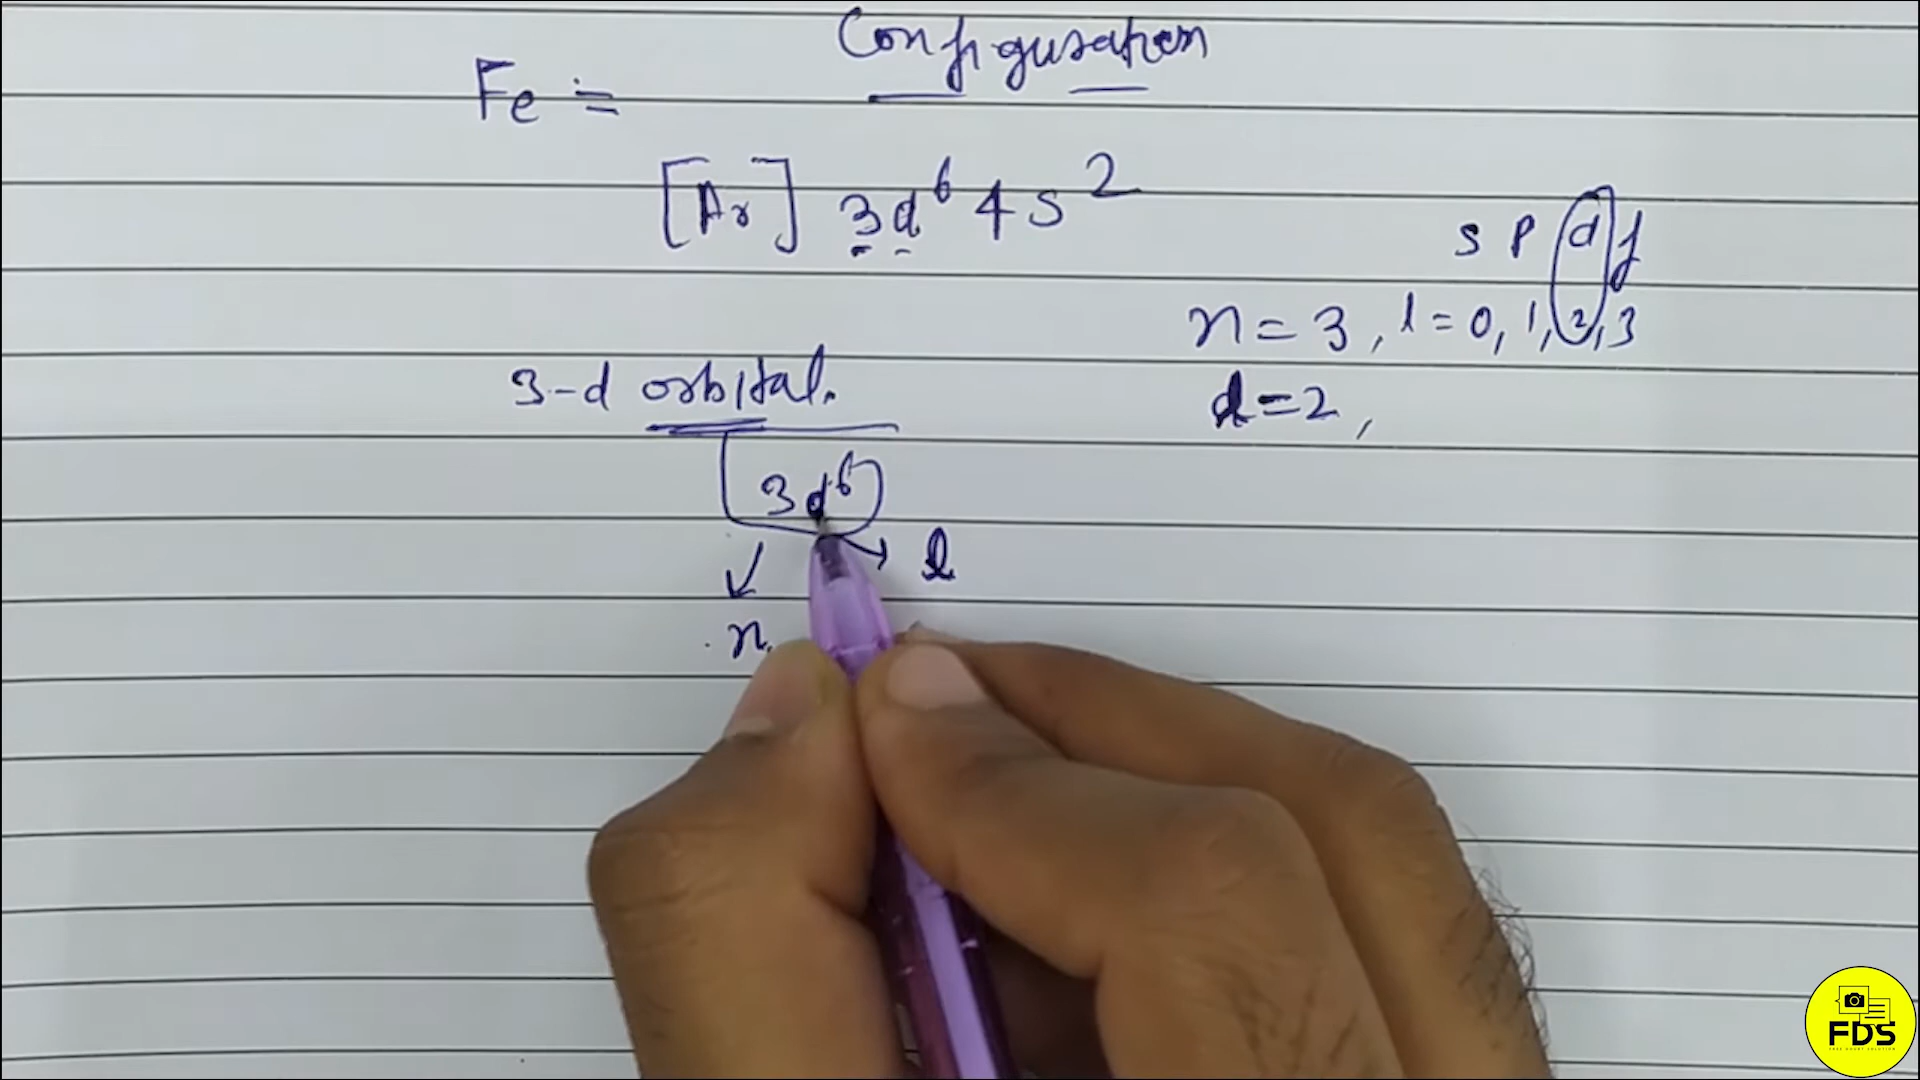 Configuration
Fe :=
[Ar] 3d⁶ 4s²
s p d f
n = 3, l = 0, 1, 2, 3
d = 2,
3-d orbital.
3d⁶
l
n
FDS